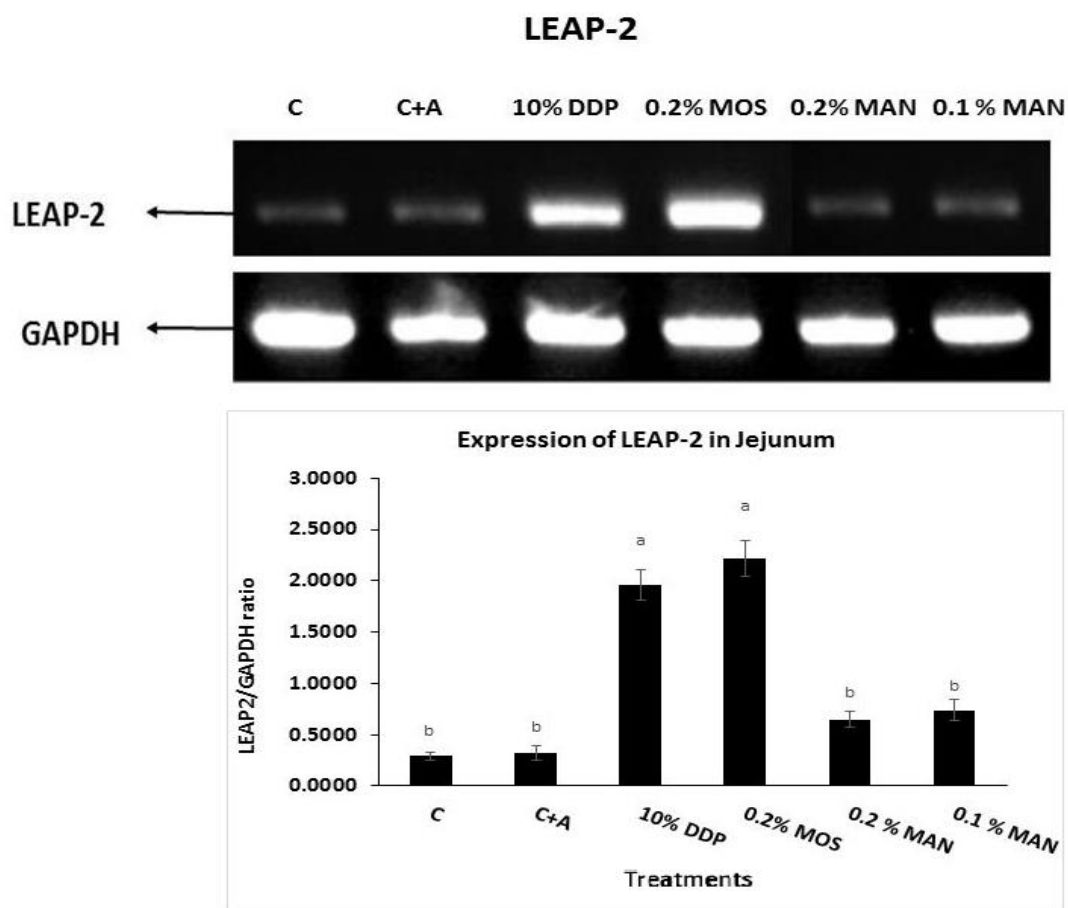 LEAP-2
C C+A 10% DDP 0.2% MOS 0.2% MAN 0.1 % MAN
LEAP-2
GAPDH
Expression of LEAP-2 in Jejunum
3.0000
2.5000
2.0000
1.5000
1.0000
0.5000
0.0000
LEAP2/GAPDH ratio
b b a a b b
C C+A 10% DDP 0.2% MOS 0.2 % MAN 0.1 % MAN
Treatments